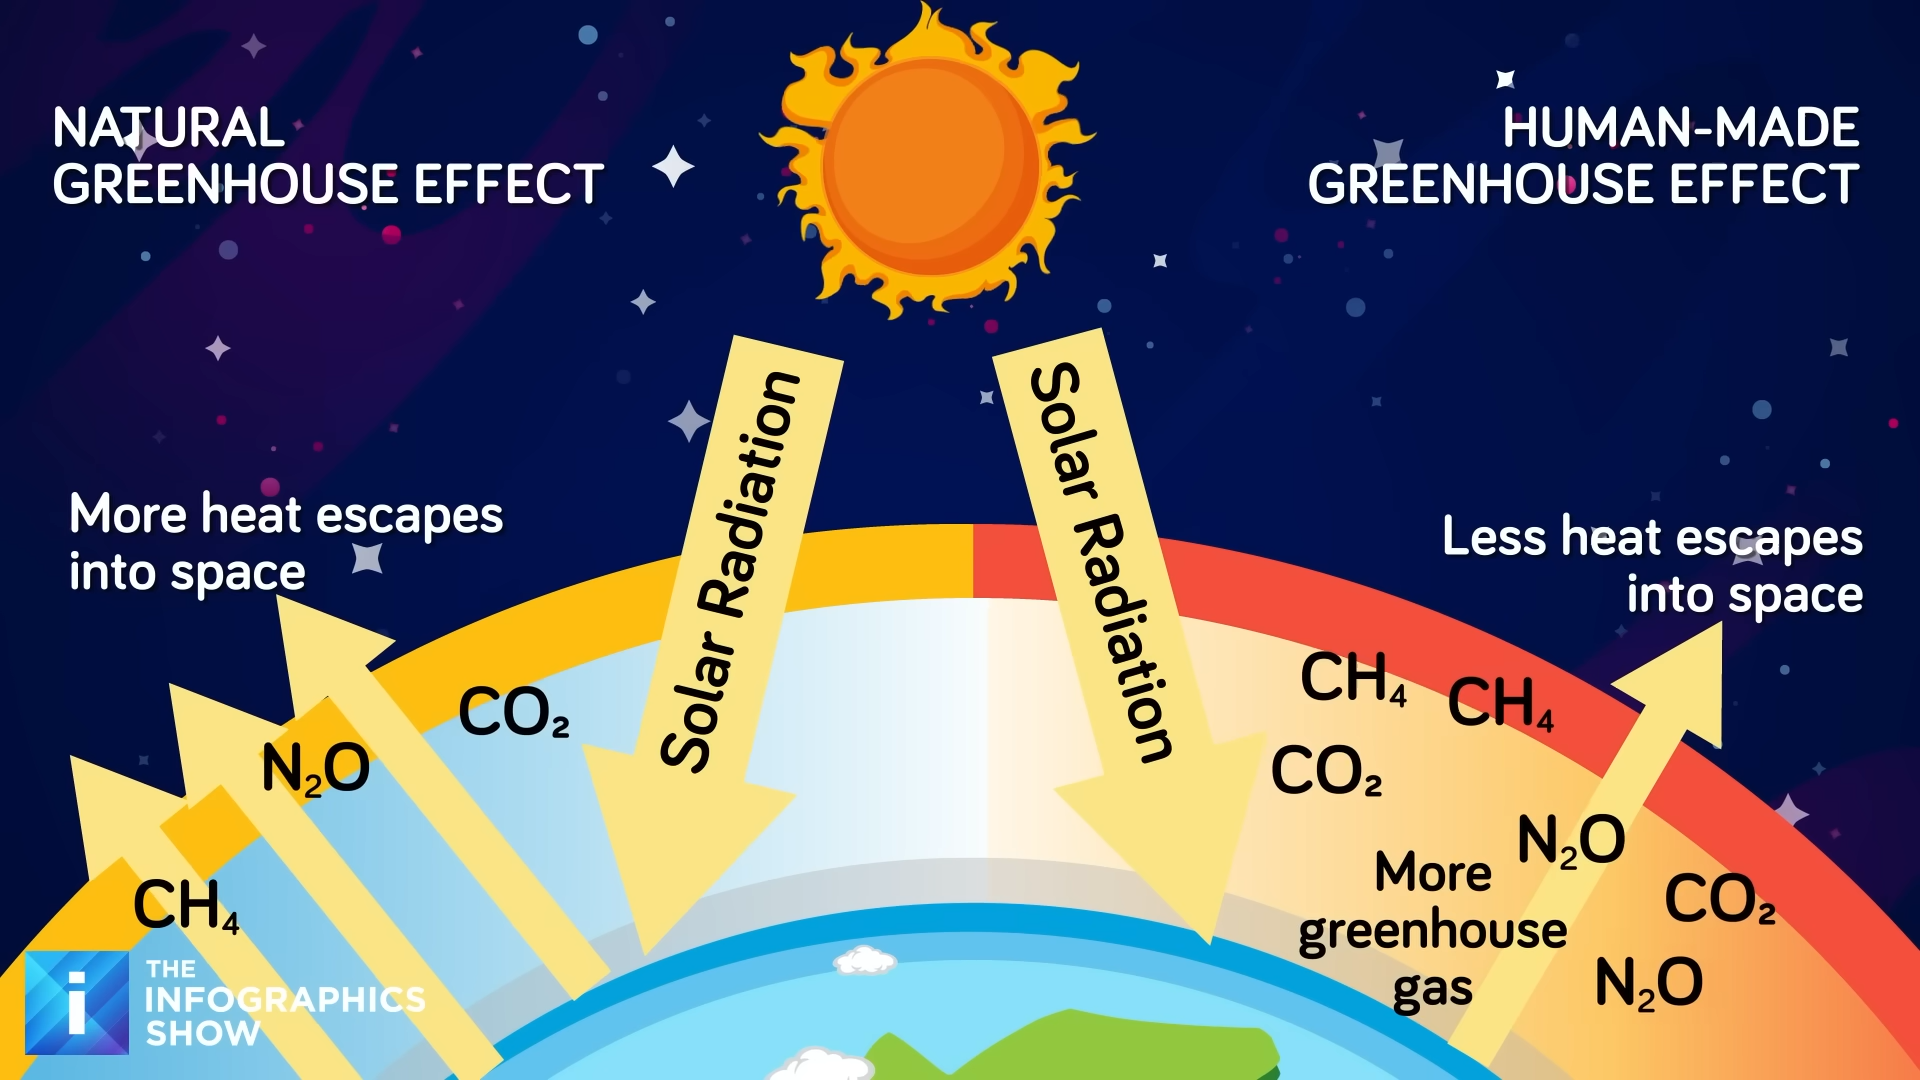 NATURAL
GREENHOUSE EFFECT
HUMAN-MADE
GREENHOUSE EFFECT
Solar Radiation
Solar Radiation
More heat escapes
into space
Less heat escapes
into space
CO₂
N₂O
CH₄
CH₄
CH₄
CO₂
N₂O
More
greenhouse
gas
CO₂
N₂O
i
THE
INFOGRAPHICS
SHOW